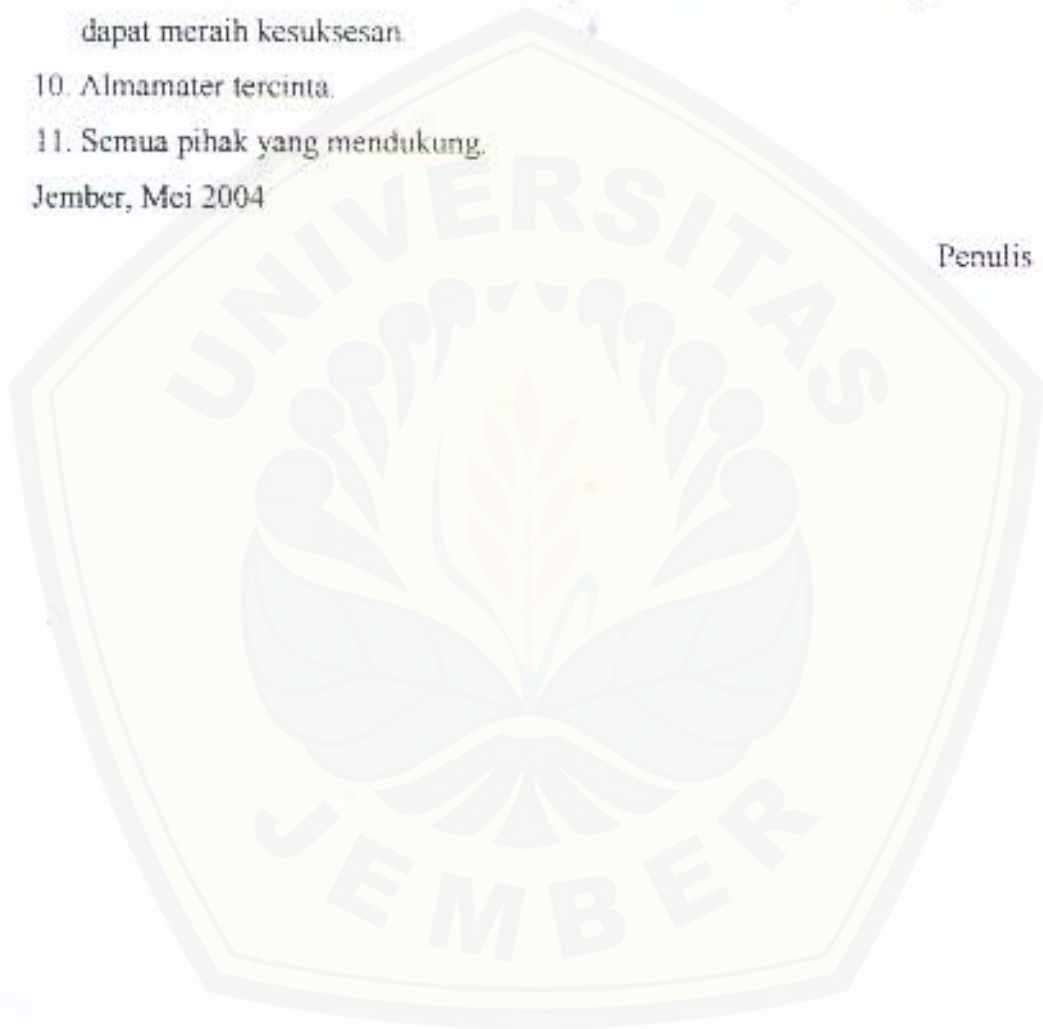 dapat meraih kesuksesan
10. Almamater tercinta.
11. Semua pihak yang mendukung.
Jember, Mei 2004
Penulis
UNIVERSITAS
JEMBER